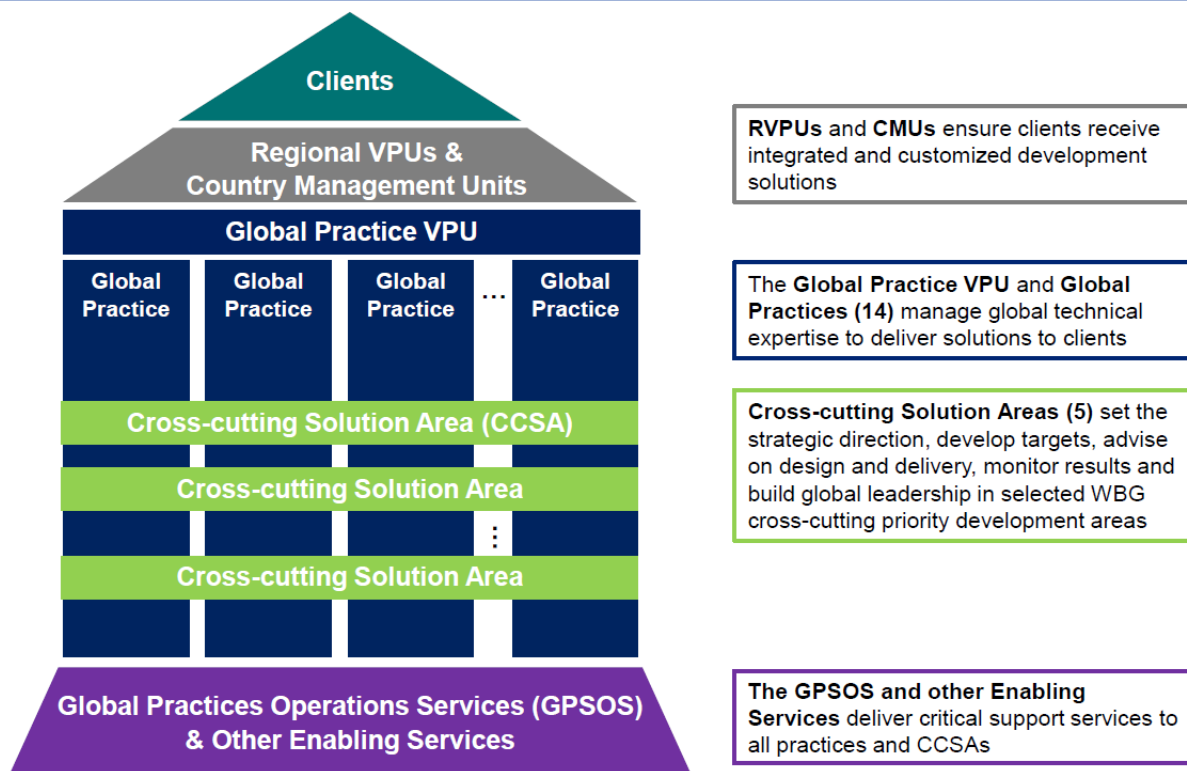 Clients
Regional VPUs &
Country Management Units
Global Practice VPU
Global
Practice
Global
Practice
Global
Practice
...
Global
Practice
Cross-cutting Solution Area (CCSA)
Cross-cutting Solution Area
...
Cross-cutting Solution Area
Global Practices Operations Services (GPSOS)
& Other Enabling Services
RVPUs and CMUs ensure clients receive
integrated and customized development
solutions
The Global Practice VPU and Global
Practices (14) manage global technical
expertise to deliver solutions to clients
Cross-cutting Solution Areas (5) set the
strategic direction, develop targets, advise
on design and delivery, monitor results and
build global leadership in selected WBG
cross-cutting priority development areas
The GPSOS and other Enabling
Services deliver critical support services to
all practices and CCSAs